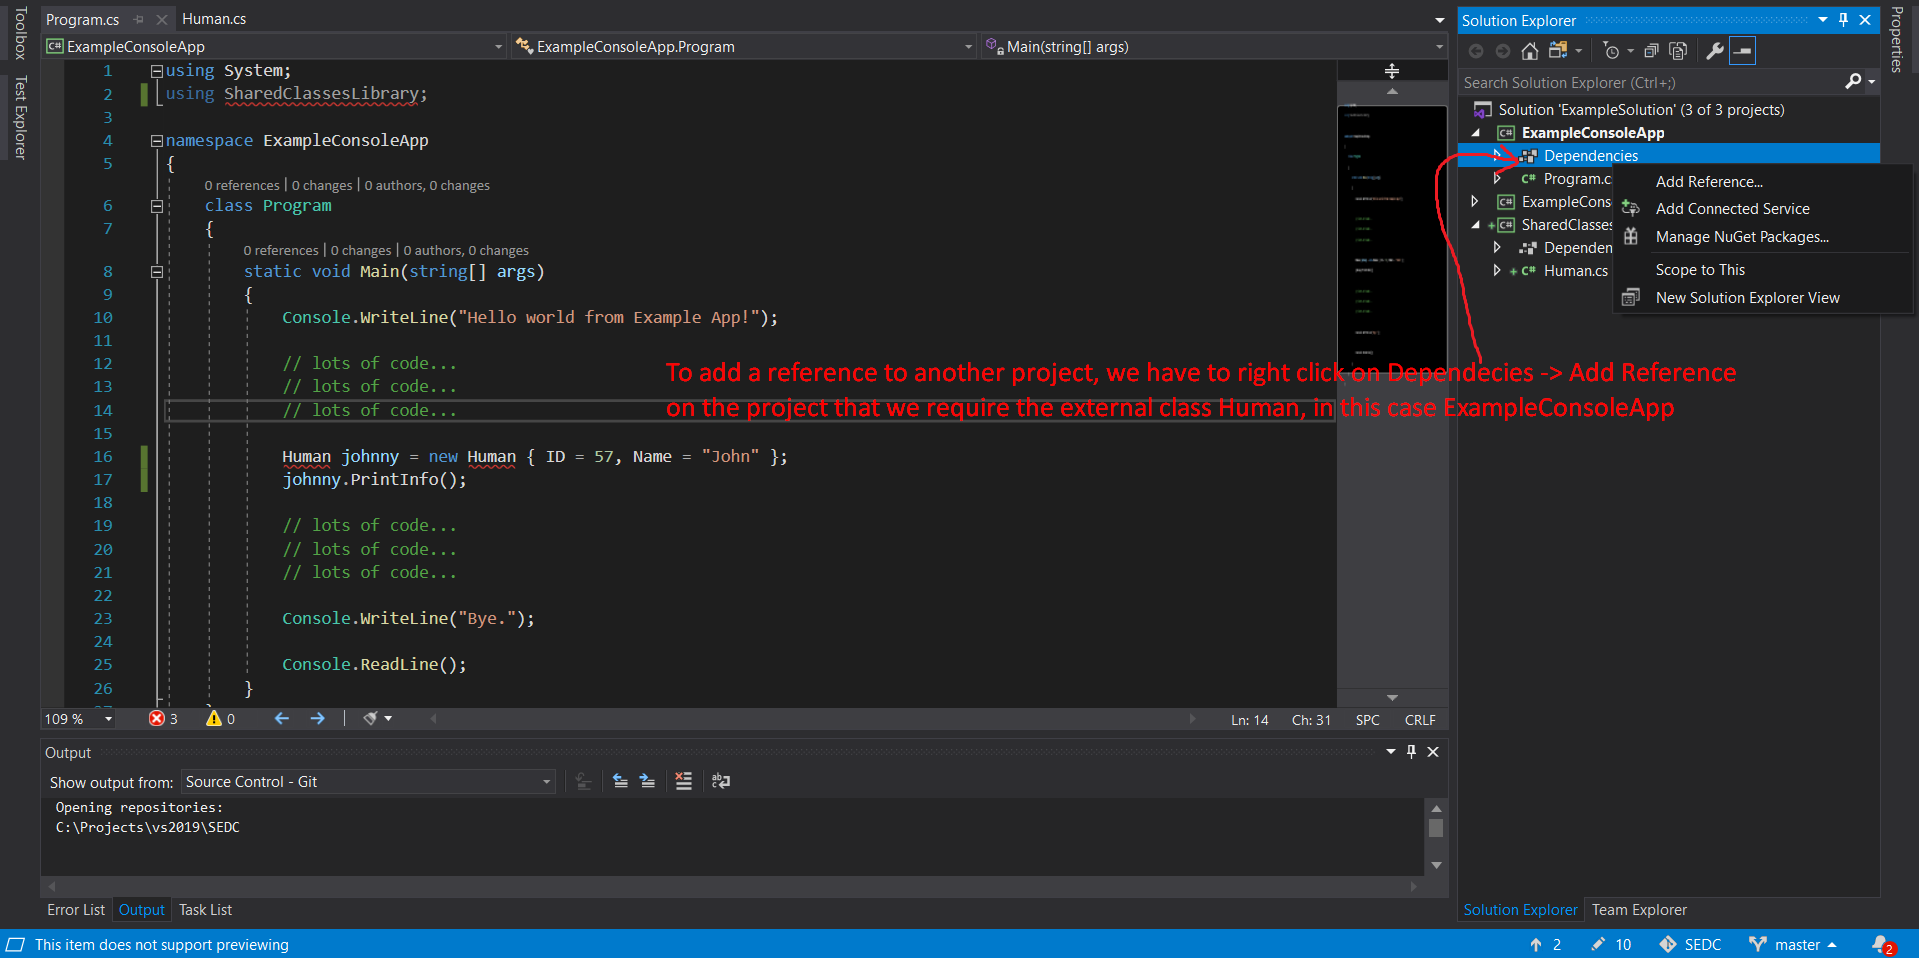 Toolbox
Test Explorer
Program.cs
Human.cs
C# ExampleConsoleApp
ExampleConsoleApp.Program
Main(string[] args)
1 using System;
2 using SharedClassesLibrary;
3
4 namespace ExampleConsoleApp
5 {
0 references | 0 changes | 0 authors, 0 changes
6 class Program
7 {
0 references | 0 changes | 0 authors, 0 changes
8 static void Main(string[] args)
9 {
10 Console.WriteLine("Hello world from Example App!");
11
12 // lots of code...
13 // lots of code...
14 // lots of code...
15
16 Human johnny = new Human { ID = 57, Name = "John" };
17 johnny.PrintInfo();
18
19 // lots of code...
20 // lots of code...
21 // lots of code...
22
23 Console.WriteLine("Bye.");
24
25 Console.ReadLine();
26 }
To add a reference to another project, we have to right click on Dependecies -> Add Reference
on the project that we require the external class Human, in this case ExampleConsoleApp
109 %
3
0
Ln: 14
Ch: 31
SPC
CRLF
Output
Show output from: Source Control - Git
Opening repositories:
C:\Projects\vs2019\SEDC
Error List
Output
Task List
Solution Explorer
Search Solution Explorer (Ctrl+;)
Solution 'ExampleSolution' (3 of 3 projects)
C# ExampleConsoleApp
Dependencies
C# Program.c
C# ExampleCons
+ C# SharedClasses
Dependen
+ C# Human.cs
Add Reference...
Add Connected Service
Manage NuGet Packages...
Scope to This
New Solution Explorer View
Solution Explorer
Team Explorer
Properties
This item does not support previewing
2
10
SEDC
master
2